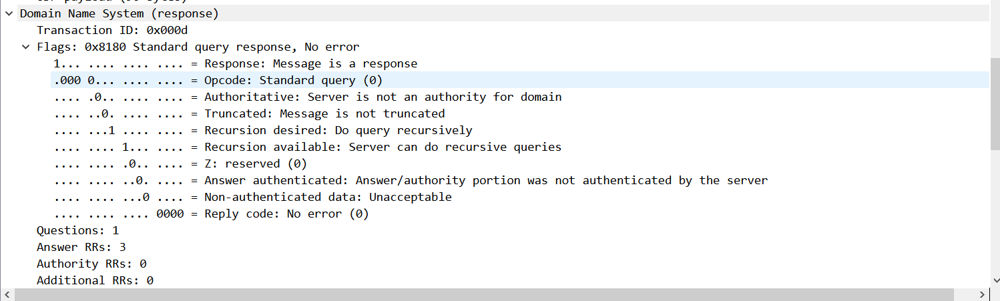 Domain Name System (response)
Transaction ID: 0x000d
Flags: 0x8180 Standard query response, No error
1... .... .... .... = Response: Message is a response
.000 0... .... .... = Opcode: Standard query (0)
.... .0.. .... .... = Authoritative: Server is not an authority for domain
.... ..0. .... .... = Truncated: Message is not truncated
.... ...1 .... .... = Recursion desired: Do query recursively
.... .... 1... .... = Recursion available: Server can do recursive queries
.... .... .0.. .... = Z: reserved (0)
.... .... ..0. .... = Answer authenticated: Answer/authority portion was not authenticated by the server
.... .... ...0 .... = Non-authenticated data: Unacceptable
.... .... .... 0000 = Reply code: No error (0)
Questions: 1
Answer RRs: 3
Authority RRs: 0
Additional RRs: 0